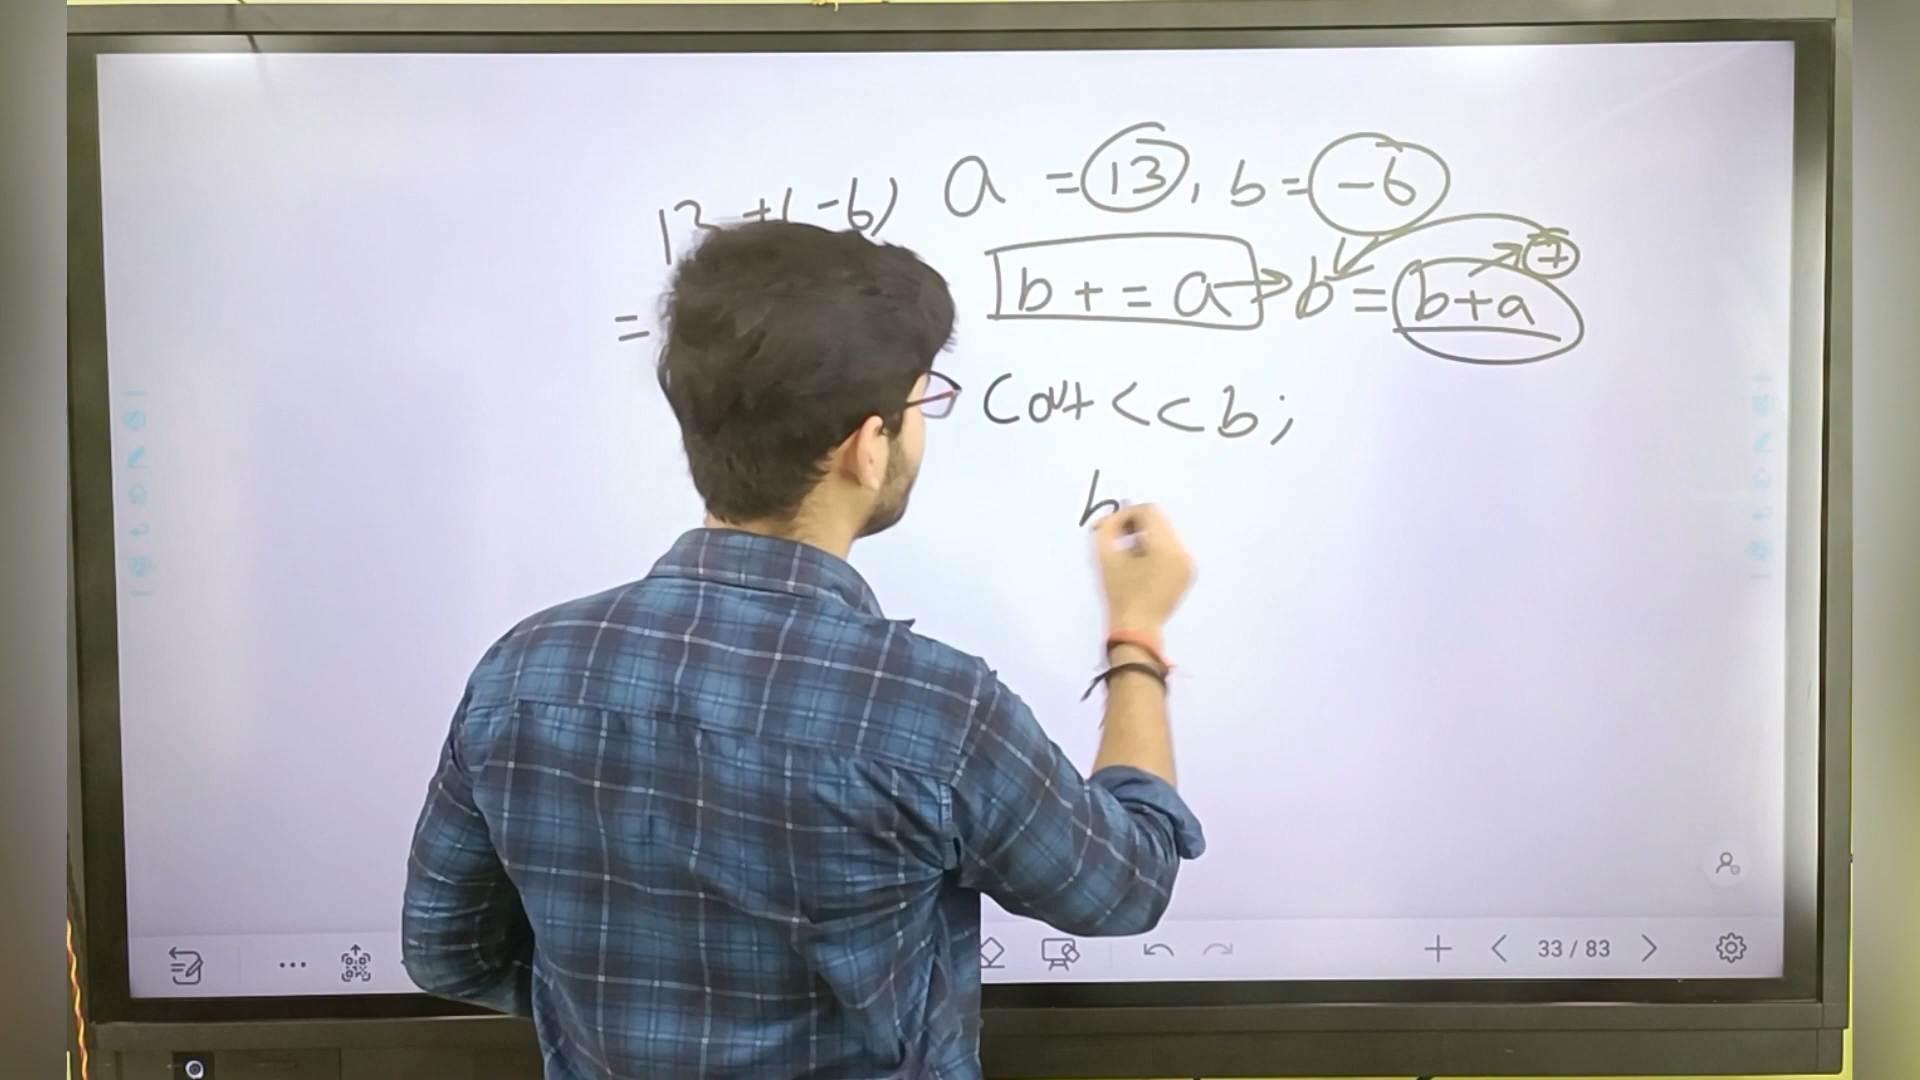 13 + (-6) a = 13, b = -6
= b + = a → b = b+a 7
Cout << b;
b
33 / 83